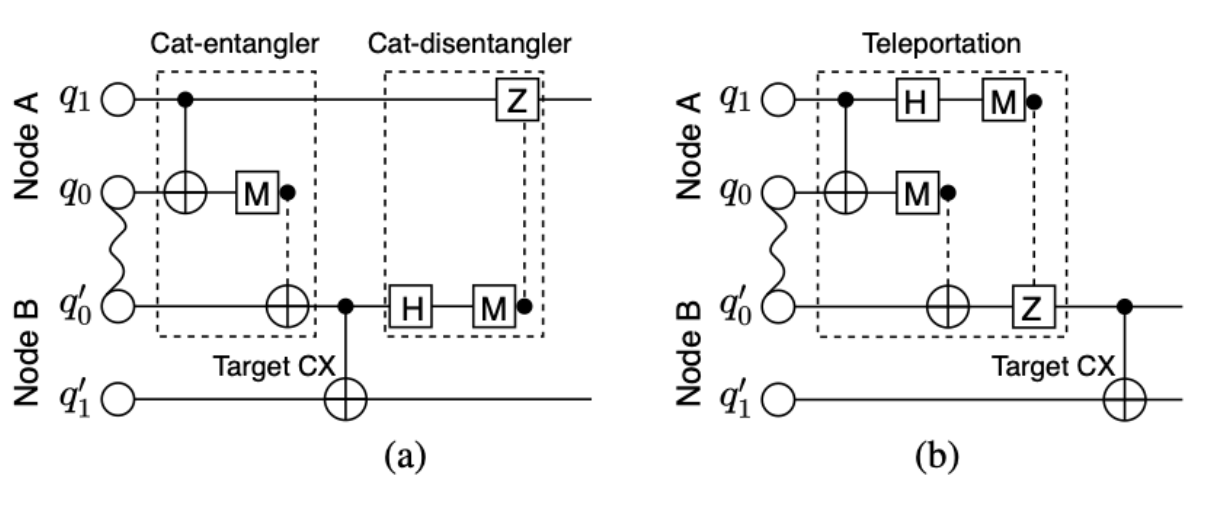 Cat-entangler Cat-disentangler Teleportation
Node A q₁ Z Node A q₁ H M
q₀ M q₀ M
Node B q′₀ H M Node B q′₀ Z
Target CX Target CX
q′₁ q′₁
(a) (b)